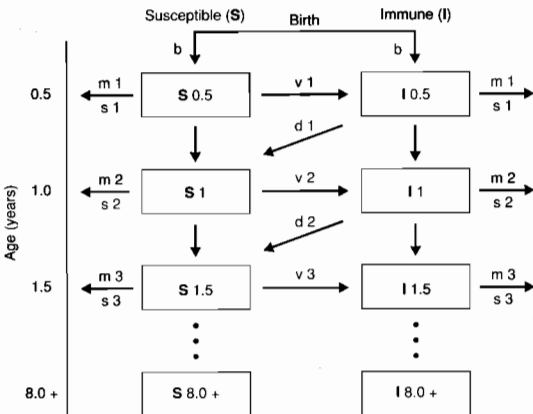 Susceptible (S) Birth Immune (I)
b b
0.5 m 1 s 1 S 0.5 v 1 I 0.5 m 1 s 1
d 1
1.0 m 2 s 2 S 1 v 2 I 1 m 2 s 2
d 2
1.5 m 3 s 3 S 1.5 v 3 I 1.5 m 3 s 3
8.0 + S 8.0 + I 8.0 +
Age (years)